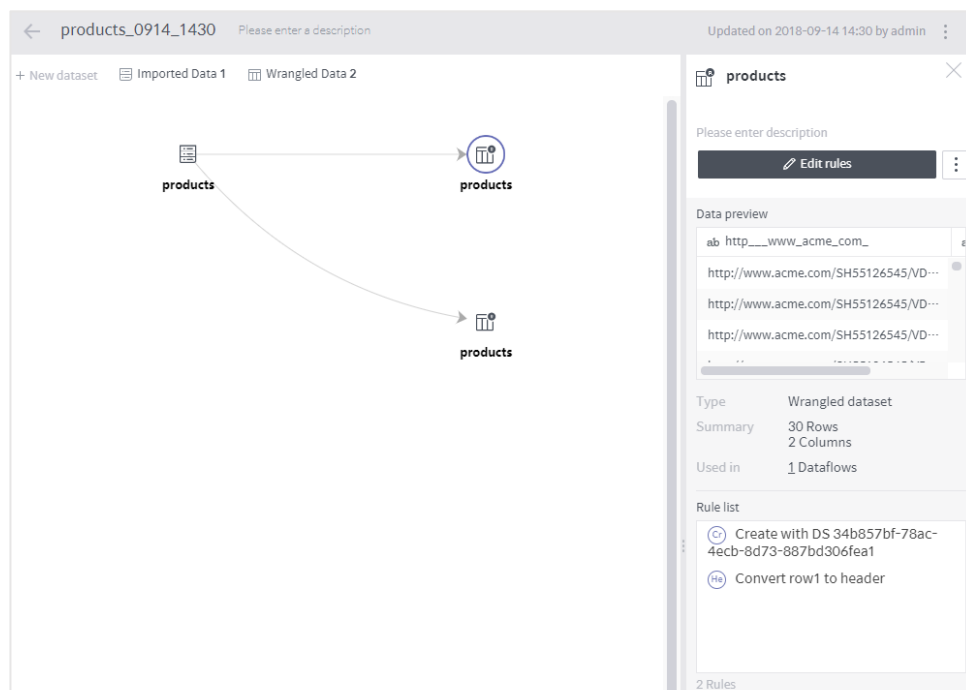 products_0914_1430
Please enter a description
Updated on 2018-09-14 14:30 by admin
+ New dataset
Imported Data 1
Wrangled Data 2
products
products
products
products
Please enter description
Edit rules
Data preview
ab http___www_acme_com_
http://www.acme.com/SH55126545/VD···
http://www.acme.com/SH55126545/VD···
http://www.acme.com/SH55126545/VD···
Type Wrangled dataset
Summary 30 Rows
2 Columns
Used in 1 Dataflows
Rule list
Cr Create with DS 34b857bf-78ac-
4ecb-8d73-887bd306fea1
He Convert row1 to header
2 Rules